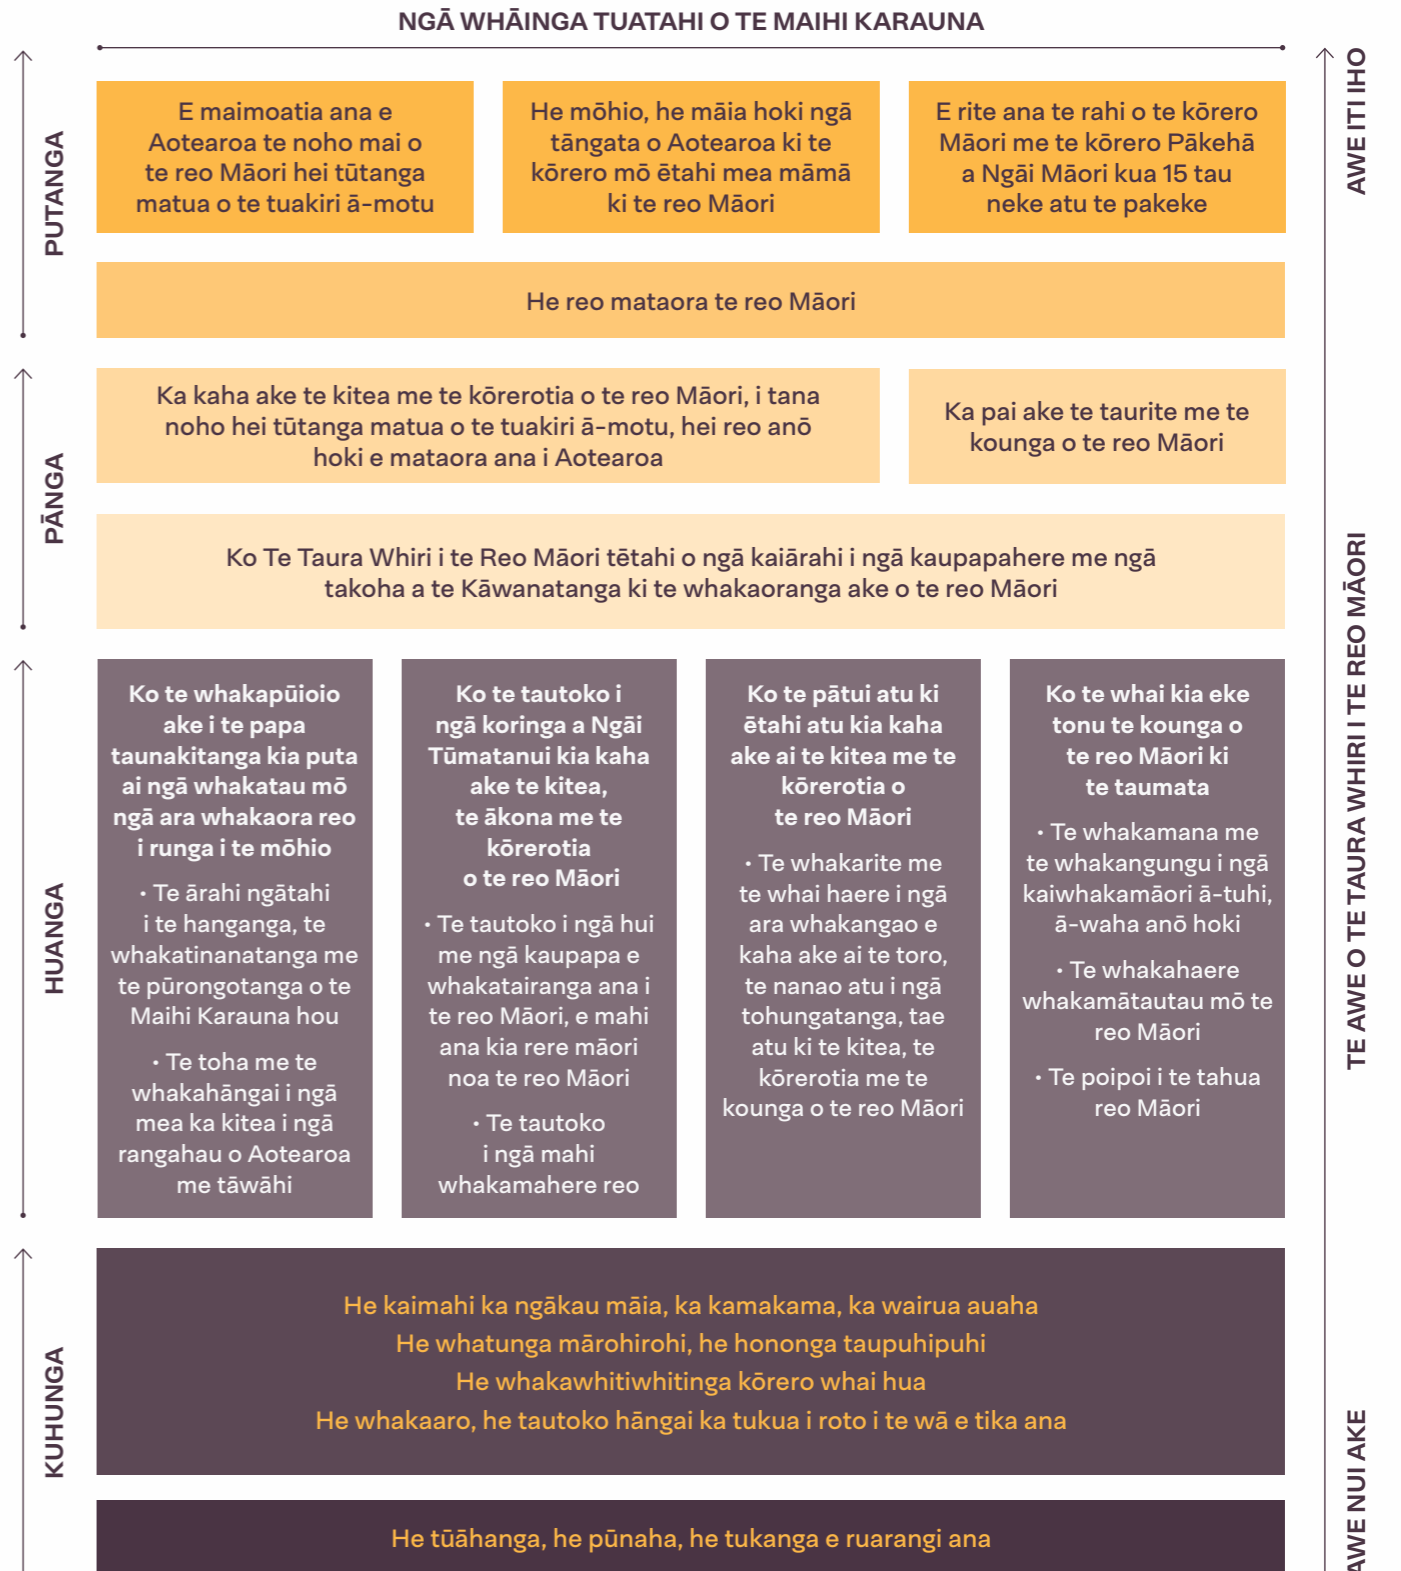 NGĀ WHĀINGA TUATAHI O TE MAIHI KARAUNA
PUTANGA
E maimoatia ana e
Aotearoa te noho mai o
te reo Māori hei tūtanga
matua o te tuakiri ā-motu
He mōhio, he māia hoki ngā
tāngata o Aotearoa ki te
kōrero mō ētahi mea māmā
ki te reo Māori
E rite ana te rahi o te kōrero
Māori me te kōrero Pākehā
a Ngāi Māori kua 15 tau
neke atu te pakeke
He reo mataora te reo Māori
PĀNGA
Ka kaha ake te kitea me te kōrerotia o te reo Māori, i tana
noho hei tūtanga matua o te tuakiri ā-motu, hei reo anō
hoki e mataora ana i Aotearoa
Ka pai ake te taurite me te
kounga o te reo Māori
Ko Te Taura Whiri i te Reo Māori tētahi o ngā kaiārahi i ngā kaupapahere me ngā
takoha a te Kāwanatanga ki te whakaoranga ake o te reo Māori
HUANGA
Ko te whakapūioio
ake i te papa
taunakitanga kia puta
ai ngā whakatau mō
ngā ara whakaora reo
i runga i te mōhio
• Te ārahi ngātahi
i te hanganga, te
whakatinanatanga me
te pūrongotanga o te
Maihi Karauna hou
• Te toha me te
whakahāngai i ngā
mea ka kitea i ngā
rangahau o Aotearoa
me tāwāhi
Ko te tautoko i
ngā koringa a Ngāi
Tūmatanui kia kaha
ake te kitea,
te ākona me te
kōrerotia
o te reo Māori
• Te tautoko i ngā hui
me ngā kaupapa e
whakatairanga ana i
te reo Māori, e mahi
ana kia rere māori
noa te reo Māori
• Te tautoko
i ngā mahi
whakamahere reo
Ko te pātui atu ki
ētahi atu kia kaha
ake ai te kitea me te
kōrerotia o
te reo Māori
• Te whakarite me
te whai haere i ngā
ara whakangao e
kaha ake ai te toro,
te nanao atu i ngā
tohungatanga, tae
atu ki te kitea, te
kōrerotia me te
kounga o te reo Māori
Ko te whai kia eke
tonu te kounga o
te reo Māori ki
te taumata
• Te whakamana me
te whakangungu i ngā
kaiwhakamāori ā-tuhi,
ā-waha anō hoki
• Te whakahaere
whakamātautau mō te
reo Māori
• Te poipoi i te tahua
reo Māori
KUHUNGA
He kaimahi ka ngākau māia, ka kamakama, ka wairua auaha
He whatunga mārohirohi, he hononga taupuhipuhi
He whakawhitiwhitinga kōrero whai hua
He whakaaro, he tautoko hāngai ka tukua i roto i te wā e tika ana
He tūāhanga, he pūnaha, he tukanga e ruarangi ana
AWE ITI IHO
TE AWE O TE TAURA WHIRI I TE REO MĀORI
AWE NUI AKE